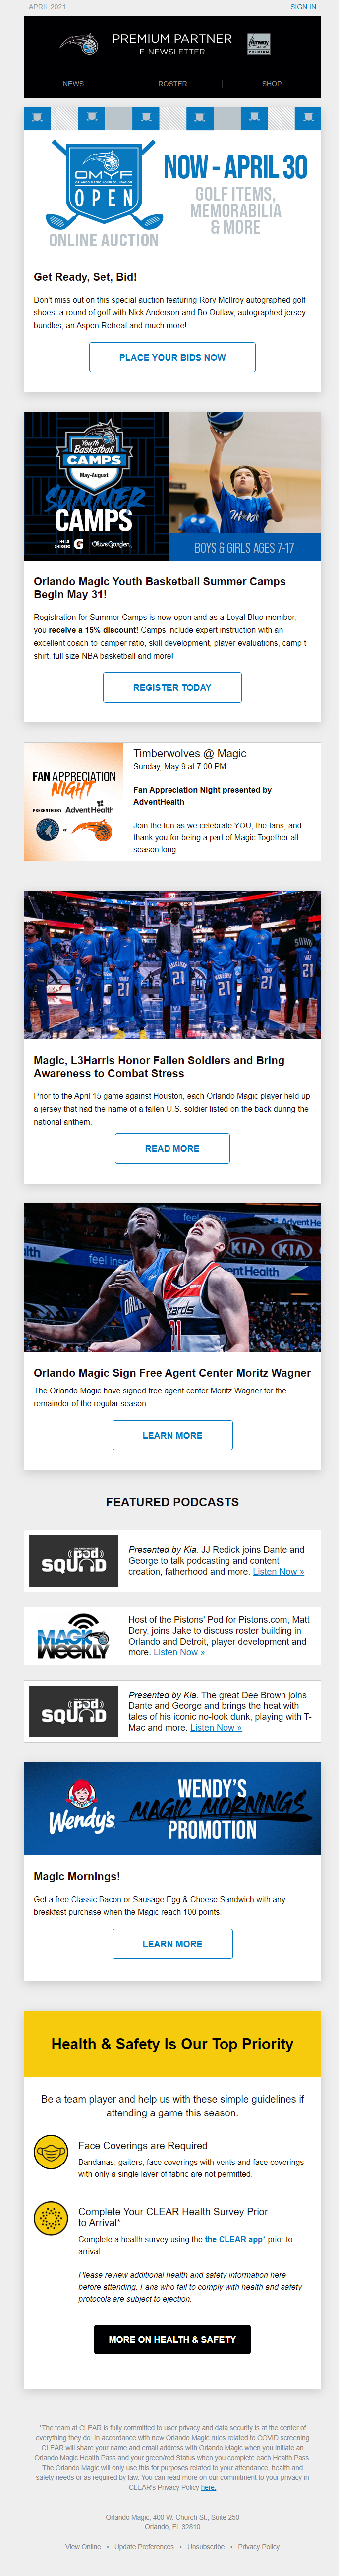 APRIL 2021
SIGN IN
PREMIUM PARTNER
E-NEWSLETTER
NEWS
ROSTER
SHOP
OMYF
OPEN
ONLINE AUCTION
NOW - APRIL 30
GOLF ITEMS,
MEMORABILIA
& MORE
Get Ready, Set, Bid!
Don't miss out on this special auction featuring Rory McIlroy autographed golf
shoes, a round of golf with Nick Anderson and Bo Outlaw, autographed jersey
bundles, an Aspen Retreat and much more!
PLACE YOUR BIDS NOW
Youth
Basketball
CAMPS
May-August
SUMMER
CAMPS
OFFICIAL
SPONSORS
G
Olive Garden
BOYS & GIRLS AGES 7-17
Orlando Magic Youth Basketball Summer Camps
Begin May 31!
Registration for Summer Camps is now open and as a Loyal Blue member,
you receive a 15% discount! Camps include expert instruction with an
excellent coach-to-camper ratio, skill development, player evaluations, camp t-
shirt, full size NBA basketball and more!
REGISTER TODAY
FAN APPRECIATION
NIGHT
PRESENTED BY AdventHealth
Timberwolves @ Magic
Sunday, May 9 at 7:00 PM
Fan Appreciation Night presented by
AdventHealth
Join the fun as we celebrate YOU, the fans, and
thank you for being a part of Magic Together all
season long.
21 21 21 21
Magic, L3Harris Honor Fallen Soldiers and Bring
Awareness to Combat Stress
Prior to the April 15 game against Houston, each Orlando Magic player held up
a jersey that had the name of a fallen U.S. soldier listed on the back during the
national anthem.
READ MORE
KIA
Orlando Magic Sign Free Agent Center Moritz Wagner
The Orlando Magic have signed free agent center Moritz Wagner for the
remainder of the regular season.
LEARN MORE
FEATURED PODCASTS
pod
SQUAD
Presented by Kia. JJ Redick joins Dante and
George to talk podcasting and content
creation, fatherhood and more. Listen Now »
MAGIC
WEEKLY
Host of the Pistons' Pod for Pistons.com, Matt
Dery, joins Jake to discuss roster building in
Orlando and Detroit, player development and
more. Listen Now »
pod
SQUAD
Presented by Kia. The great Dee Brown joins
Dante and George and brings the heat with
tales of his iconic no-look dunk, playing with T-
Mac and more. Listen Now »
Wendy's
WENDY'S
MAGIC MORNINGS
PROMOTION
Magic Mornings!
Get a free Classic Bacon or Sausage Egg & Cheese Sandwich with any
breakfast purchase when the Magic reach 100 points.
LEARN MORE
Health & Safety Is Our Top Priority
Be a team player and help us with these simple guidelines if
attending a game this season:
Face Coverings are Required
Bandanas, gaiters, face coverings with vents and face coverings
with only a single layer of fabric are not permitted.
Complete Your CLEAR Health Survey Prior
to Arrival*
Complete a health survey using the the CLEAR app* prior to
arrival.
Please review additional health and safety information here
before attending. Fans who fail to comply with health and safety
protocols are subject to ejection.
MORE ON HEALTH & SAFETY
*The team at CLEAR is fully committed to user privacy and data security is at the center of
everything they do. In accordance with new Orlando Magic rules related to COVID screening
CLEAR will share your name and email address with Orlando Magic when you initiate an
Orlando Magic Health Pass and your green/red Status when you complete each Health Pass.
The Orlando Magic will only use this for purposes related to your attendance, health and
safety needs or as required by law. You can read more on our commitment to your privacy in
CLEAR's Privacy Policy here.
Orlando Magic, 400 W. Church St., Suite 250
Orlando, FL 32810
View Online • Update Preferences • Unsubscribe • Privacy Policy